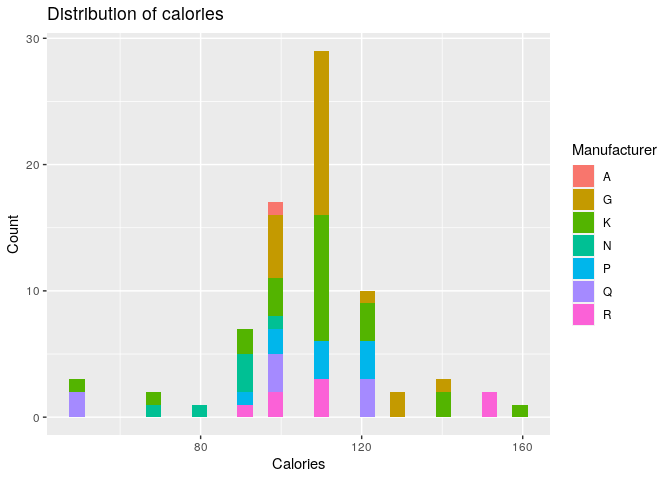 Distribution of calories
30
20
10
0
Count
80
120
160
Calories
Manufacturer
A
G
K
N
P
Q
R